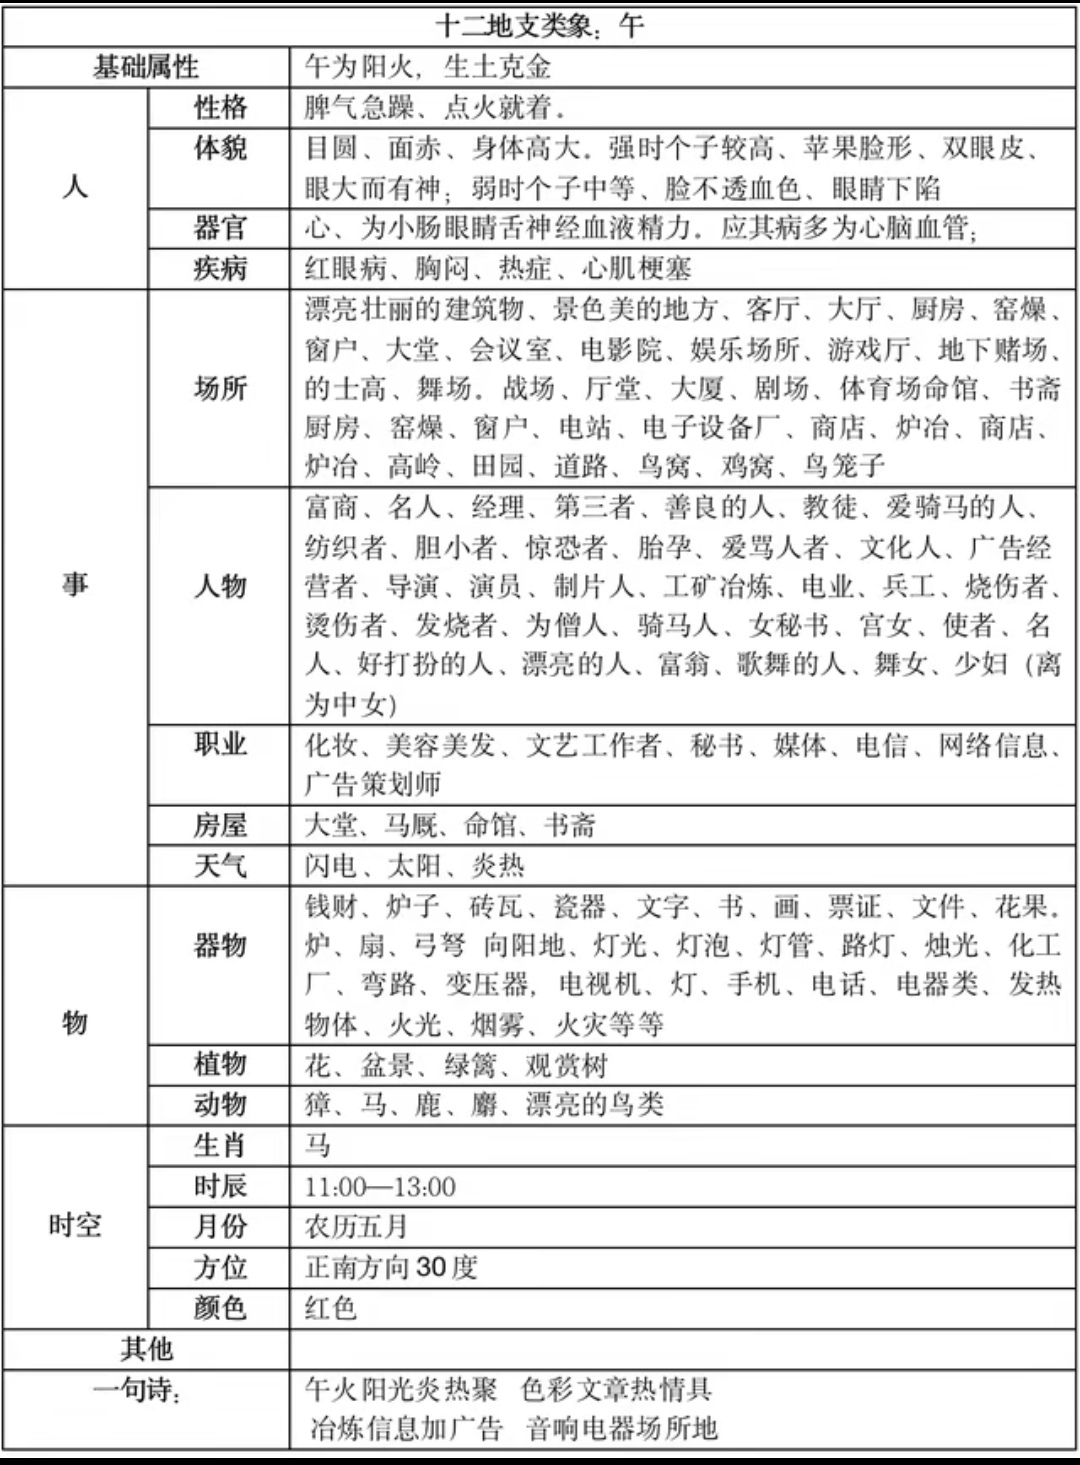 十二地支类象：午
基础属性 午为阳火，生土克金
人
性格 脾气急躁、点火就着。
体貌 目圆、面赤、身体高大。强时个子较高、苹果脸形、双眼皮、
眼大而有神；弱时个子中等、脸不透血色、眼睛下陷
器官 心、为小肠眼睛舌神经血液精力。应其病多为心脑血管；
疾病 红眼病、胸闷、热症、心肌梗塞
事
场所 漂亮壮丽的建筑物、景色美的地方、客厅、大厅、厨房、窑燥、
窗户、大堂、会议室、电影院、娱乐场所、游戏厅、地下赌场、
的士高、舞场。战场、厅堂、大厦、剧场、体育场命馆、书斋
厨房、窑燥、窗户、电站、电子设备厂、商店、炉冶、商店、
炉冶、高岭、田园、道路、鸟窝、鸡窝、鸟笼子
人物 富商、名人、经理、第三者、善良的人、教徒、爱骑马的人、
纺织者、胆小者、惊恐者、胎孕、爱骂人者、文化人、广告经
营者、导演、演员、制片人、工矿冶炼、电业、兵工、烧伤者、
烫伤者、发烧者、为僧人、骑马人、女秘书、宫女、使者、名
人、好打扮的人、漂亮的人、富翁、歌舞的人、舞女、少妇（离
为中女）
职业 化妆、美容美发、文艺工作者、秘书、媒体、电信、网络信息、
广告策划师
房屋 大堂、马厩、命馆、书斋
天气 闪电、太阳、炎热
物
器物 钱财、炉子、砖瓦、瓷器、文字、书、画、票证、文件、花果。
炉、扇、弓弩 向阳地、灯光、灯泡、灯管、路灯、烛光、化工
厂、弯路、变压器，电视机、灯、手机、电话、电器类、发热
物体、火光、烟雾、火灾等等
植物 花、盆景、绿篱、观赏树
动物 獐、马、鹿、麝、漂亮的鸟类
时空
生肖 马
时辰 11:00—13:00
月份 农历五月
方位 正南方向30度
颜色 红色
其他
一句诗： 午火阳光炎热聚 色彩文章热情具
冶炼信息加广告 音响电器场所地